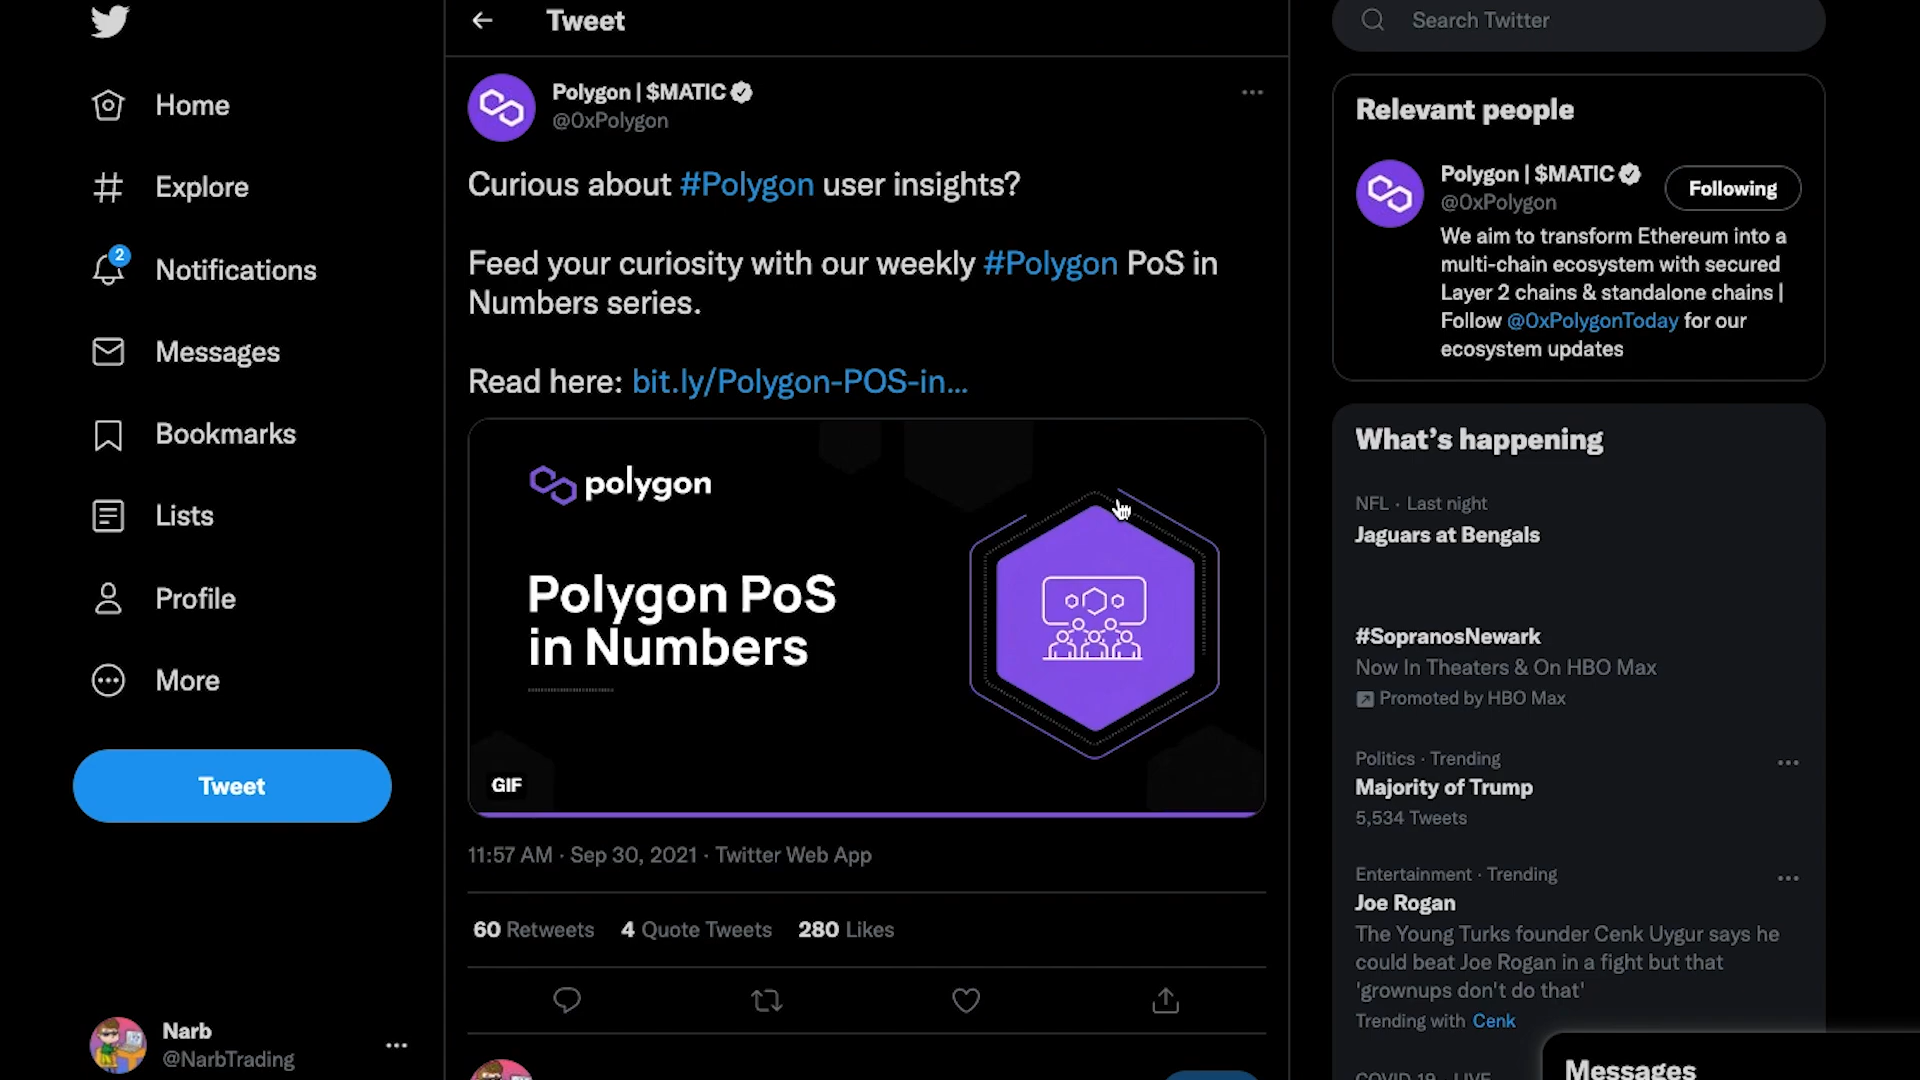 Home
Explore
2
Notifications
Messages
Bookmarks
Lists
Profile
More
Tweet
Narb
@NarbTrading
Tweet
Polygon | $MATIC
@0xPolygon
Curious about #Polygon user insights?
Feed your curiosity with our weekly #Polygon PoS in
Numbers series.
Read here: bit.ly/Polygon-POS-in...
polygon
Polygon PoS
in Numbers
GIF
11:57 AM · Sep 30, 2021 · Twitter Web App
60 Retweets 4 Quote Tweets 280 Likes
Search Twitter
Relevant people
Polygon | $MATIC
@0xPolygon
Following
We aim to transform Ethereum into a
multi-chain ecosystem with secured
Layer 2 chains & standalone chains |
Follow @0xPolygonToday for our
ecosystem updates
What's happening
NFL · Last night
Jaguars at Bengals
#SopranosNewark
Now In Theaters & On HBO Max
Promoted by HBO Max
Politics · Trending
Majority of Trump
5,534 Tweets
Entertainment · Trending
Joe Rogan
The Young Turks founder Cenk Uygur says he
could beat Joe Rogan in a fight but that
'grownups don't do that'
Trending with Cenk
COVID-19 · LIVE
Messages